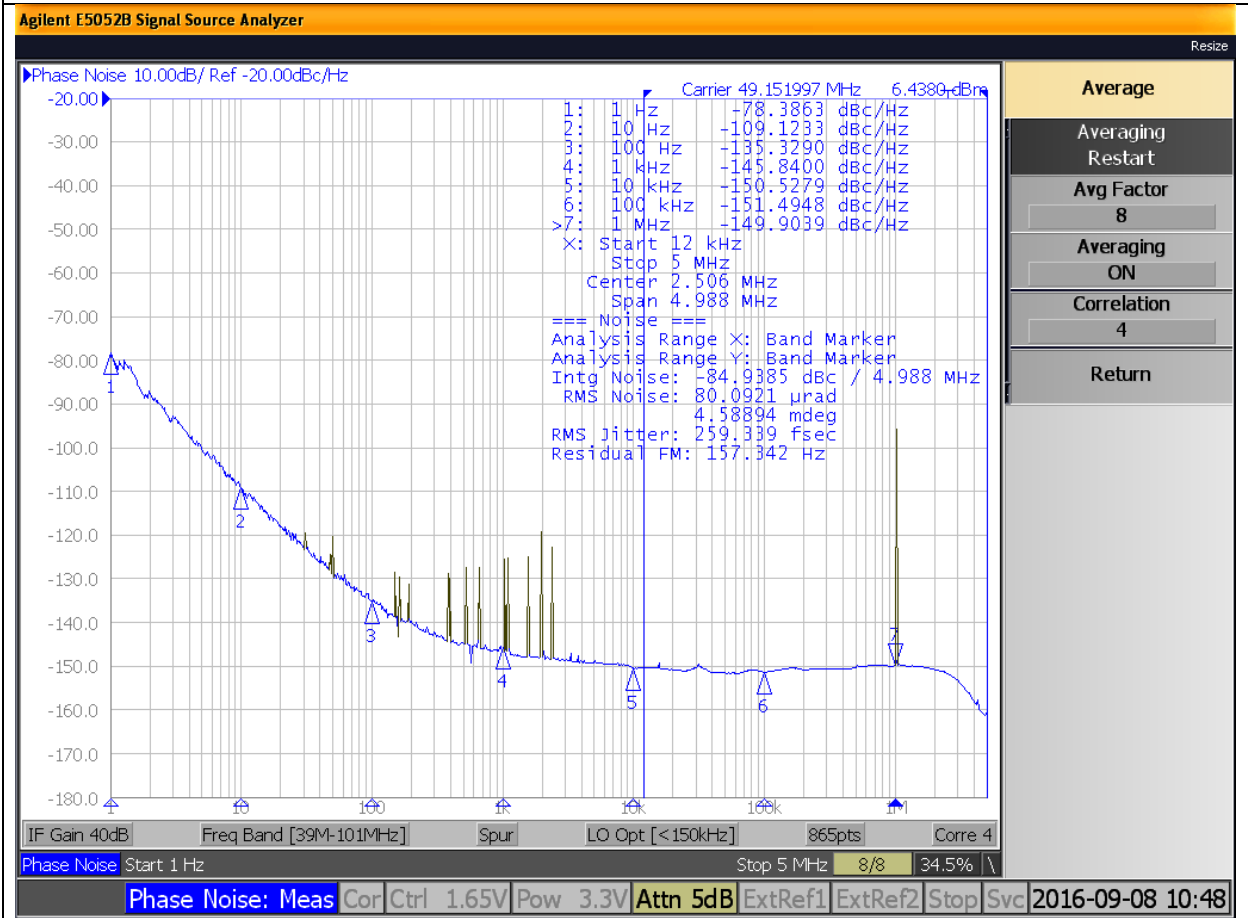 Agilent E5052B Signal Source Analyzer
Resize
▶Phase Noise 10.00dB/ Ref -20.00dBc/Hz
Carrier 49.151997 MHz 6.4380 dBm
1: 1 Hz -78.3863 dBc/Hz
2: 10 Hz -109.1233 dBc/Hz
3: 100 Hz -135.3290 dBc/Hz
4: 1 kHz -145.8400 dBc/Hz
5: 10 kHz -150.5279 dBc/Hz
6: 100 kHz -151.4948 dBc/Hz
>7: 1 MHz -149.9039 dBc/Hz
X: Start 12 kHz
Stop 5 MHz
Center 2.506 MHz
Span 4.988 MHz
=== Noise ===
Analysis Range X: Band Marker
Analysis Range Y: Band Marker
Intg Noise: -84.9385 dBc / 4.988 MHz
RMS Noise: 80.0921 µrad
4.58894 mdeg
RMS Jitter: 259.339 fsec
Residual FM: 157.342 Hz
-20.00
-30.00
-40.00
-50.00
-60.00
-70.00
-80.00
-90.00
-100.0
-110.0
-120.0
-130.0
-140.0
-150.0
-160.0
-170.0
-180.0
1
2
3
4
5
6
7
1 10 100 1k 10k 100k 1M
IF Gain 40dB Freq Band [39M-101MHz] Spur LO Opt [<150kHz] 865pts Corre 4
Phase Noise Start 1 Hz Stop 5 MHz 8/8 34.5% \
Phase Noise: Meas Cor Ctrl 1.65V Pow 3.3V Attn 5dB ExtRef1 ExtRef2 Stop Svc 2016-09-08 10:48
Average
Averaging
Restart
Avg Factor
8
Averaging
ON
Correlation
4
Return